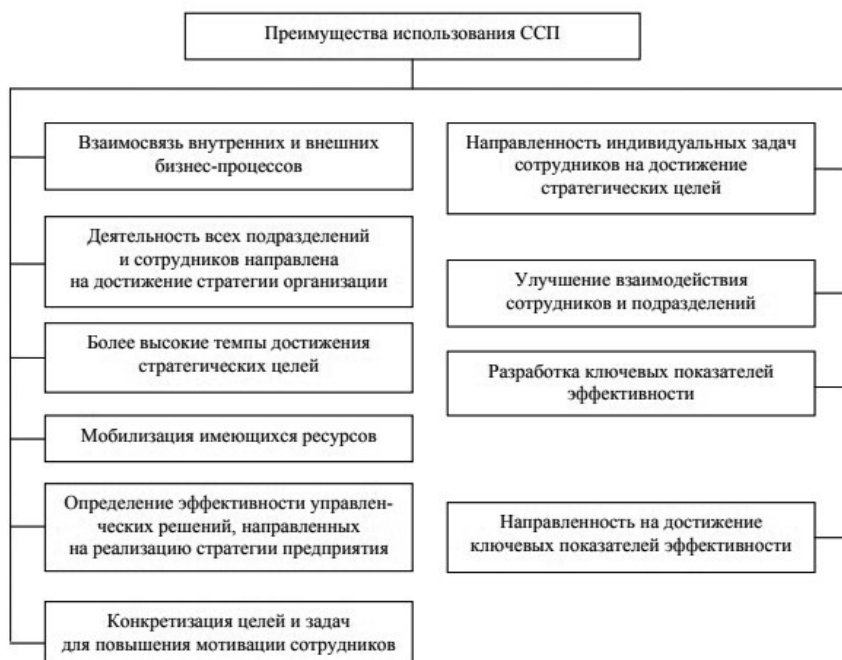 Преимущества использования ССП
Взаимосвязь внутренних и внешних
бизнес-процессов
Деятельность всех подразделений
и сотрудников направлена
на достижение стратегии организации
Более высокие темпы достижения
стратегических целей
Мобилизация имеющихся ресурсов
Определение эффективности управлен-
ческих решений, направленных
на реализацию стратегии предприятия
Конкретизация целей и задач
для повышения мотивации сотрудников
Направленность индивидуальных задач
сотрудников на достижение
стратегических целей
Улучшение взаимодействия
сотрудников и подразделений
Разработка ключевых показателей
эффективности
Направленность на достижение
ключевых показателей эффективности